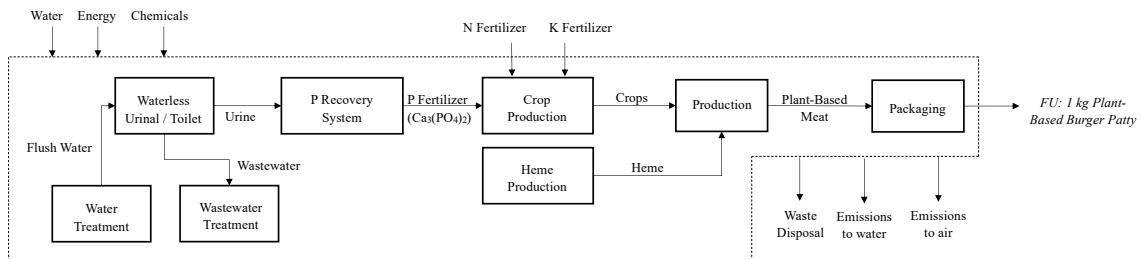 Water
Energy
Chemicals
N Fertilizer
K Fertilizer
Waterless
Urinal / Toilet
Urine
P Recovery
System
P Fertilizer
(Ca₃(PO₄)₂)
Crop
Production
Crops
Production
Plant-Based
Meat
Packaging
FU: 1 kg Plant-
Based Burger Patty
Flush Water
Wastewater
Heme
Production
Heme
Water
Treatment
Wastewater
Treatment
Waste
Disposal
Emissions
to water
Emissions
to air